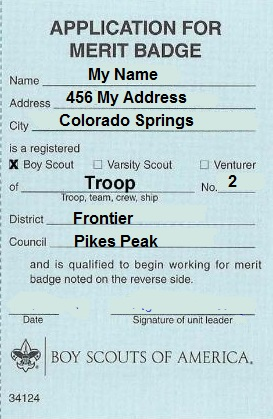 APPLICATION FOR
MERIT BADGE
Name My Name
Address 456 My Address
City Colorado Springs
is a registered
X Boy Scout □ Varsity Scout □ Venturer
of Troop No. 2
Troop, team, crew, ship
District Frontier
Council Pikes Peak
and is qualified to begin working for merit
badge noted on the reverse side.
Date Signature of unit leader
BOY SCOUTS OF AMERICA®
34124